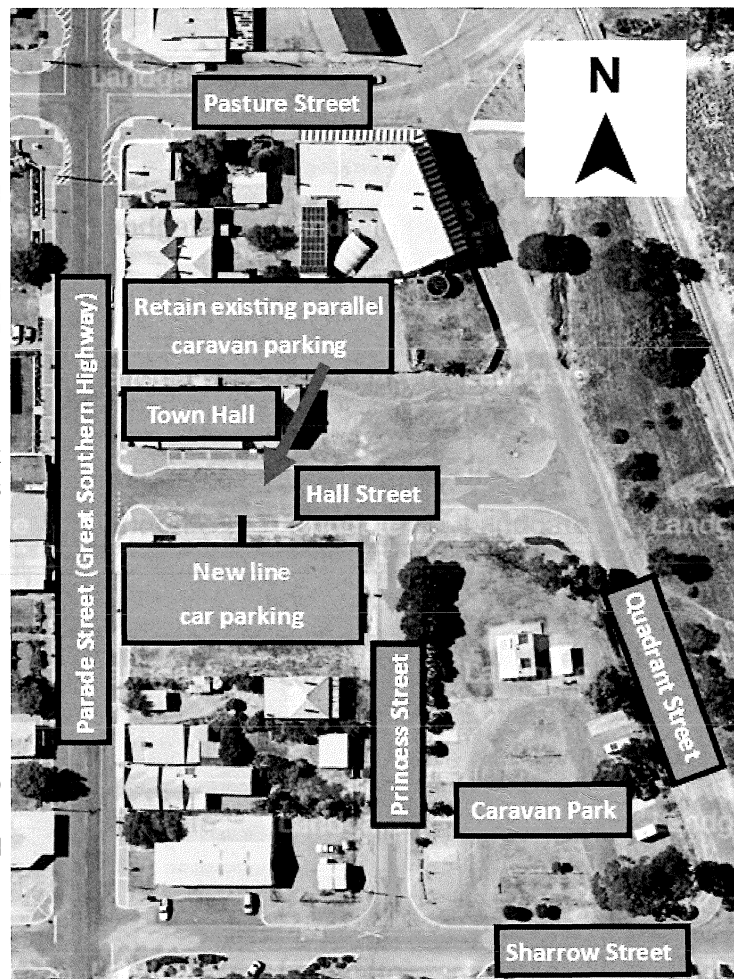 N
Pasture Street
Retain existing parallel
caravan parking
Town Hall
Hall Street
New line
car parking
Parade Street (Great Southern Highway)
Princess Street
Quadrant Street
Caravan Park
Sharrow Street